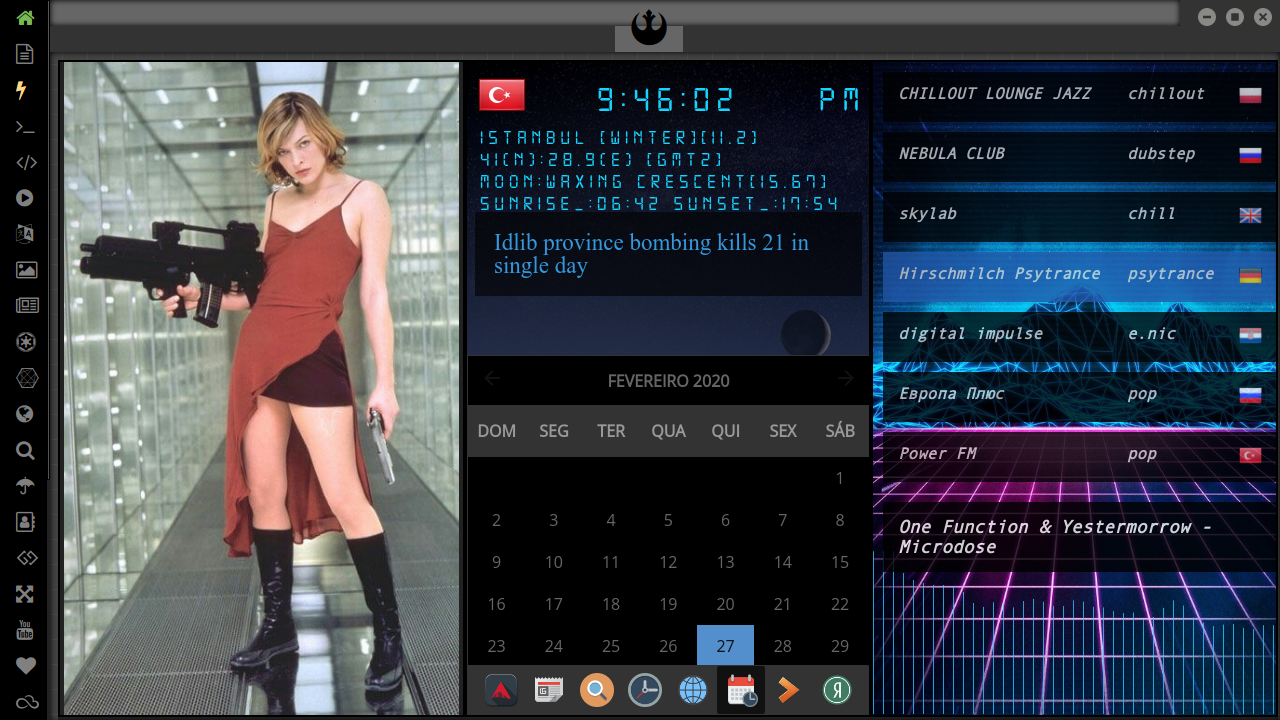 9:46:02 PM
ISTANBUL [WINTER][11.2]
41(N):28.9(E) [GMT2]
MOON:WAXING CRESCENT[15.67]
SUNRISE_:06:42 SUNSET_:17:54
Idlib province bombing kills 21 in
single day
FEVEREIRO 2020
DOM SEG TER QUA QUI SEX SÁB
1
2 3 4 5 6 7 8
9 10 11 12 13 14 15
16 17 18 19 20 21 22
23 24 25 26 27 28 29
CHILLOUT LOUNGE JAZZ chillout
NEBULA CLUB dubstep
skylab chill
Hirschmilch Psytrance psytrance
digital impulse e.nic
Европа Плюс pop
Power FM pop
One Function & Yestermorrow -
Microdose
You
Tube
Я